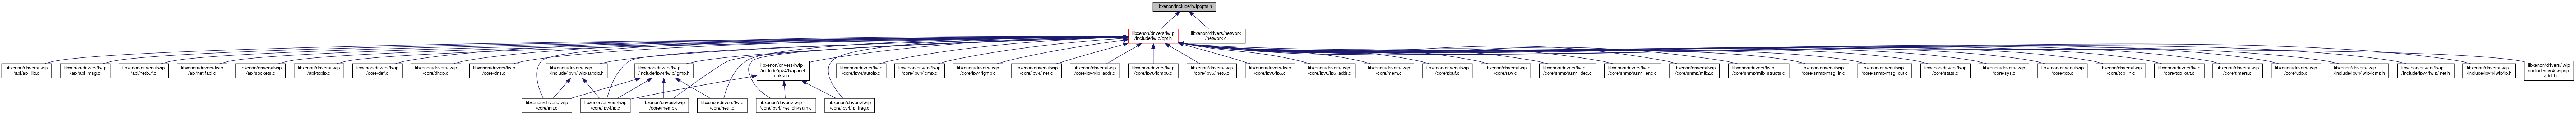 libxenon/include/lwipopts.h
libxenon/drivers/lwip
/include/lwip/opt.h
libxenon/drivers/network
/network.c
libxenon/drivers/lwip
/api/api_lib.c
libxenon/drivers/lwip
/api/api_msg.c
libxenon/drivers/lwip
/api/netbuf.c
libxenon/drivers/lwip
/api/netifapi.c
libxenon/drivers/lwip
/api/sockets.c
libxenon/drivers/lwip
/api/tcpip.c
libxenon/drivers/lwip
/core/def.c
libxenon/drivers/lwip
/core/dhcp.c
libxenon/drivers/lwip
/core/dns.c
libxenon/drivers/lwip
/include/ipv4/lwip/autoip.h
libxenon/drivers/lwip
/include/ipv4/lwip/igmp.h
libxenon/drivers/lwip
/include/ipv4/lwip/inet
_chksum.h
libxenon/drivers/lwip
/core/ipv4/autoip.c
libxenon/drivers/lwip
/core/ipv4/icmp.c
libxenon/drivers/lwip
/core/ipv4/igmp.c
libxenon/drivers/lwip
/core/ipv4/inet.c
libxenon/drivers/lwip
/core/ipv4/ip_addr.c
libxenon/drivers/lwip
/core/ipv6/icmp6.c
libxenon/drivers/lwip
/core/ipv6/inet6.c
libxenon/drivers/lwip
/core/ipv6/ip6.c
libxenon/drivers/lwip
/core/ipv6/ip6_addr.c
libxenon/drivers/lwip
/core/mem.c
libxenon/drivers/lwip
/core/pbuf.c
libxenon/drivers/lwip
/core/raw.c
libxenon/drivers/lwip
/core/snmp/asn1_dec.c
libxenon/drivers/lwip
/core/snmp/asn1_enc.c
libxenon/drivers/lwip
/core/snmp/mib2.c
libxenon/drivers/lwip
/core/snmp/mib_structs.c
libxenon/drivers/lwip
/core/snmp/msg_in.c
libxenon/drivers/lwip
/core/snmp/msg_out.c
libxenon/drivers/lwip
/core/stats.c
libxenon/drivers/lwip
/core/sys.c
libxenon/drivers/lwip
/core/tcp.c
libxenon/drivers/lwip
/core/tcp_in.c
libxenon/drivers/lwip
/core/tcp_out.c
libxenon/drivers/lwip
/core/timers.c
libxenon/drivers/lwip
/core/udp.c
libxenon/drivers/lwip
/include/ipv4/lwip/icmp.h
libxenon/drivers/lwip
/include/ipv4/lwip/inet.h
libxenon/drivers/lwip
/include/ipv4/lwip/ip.h
libxenon/drivers/lwip
/include/ipv4/lwip/ip
_addr.h
libxenon/drivers/lwip
/core/init.c
libxenon/drivers/lwip
/core/ipv4/ip.c
libxenon/drivers/lwip
/core/memp.c
libxenon/drivers/lwip
/core/netif.c
libxenon/drivers/lwip
/core/ipv4/inet_chksum.c
libxenon/drivers/lwip
/core/ipv4/ip_frag.c